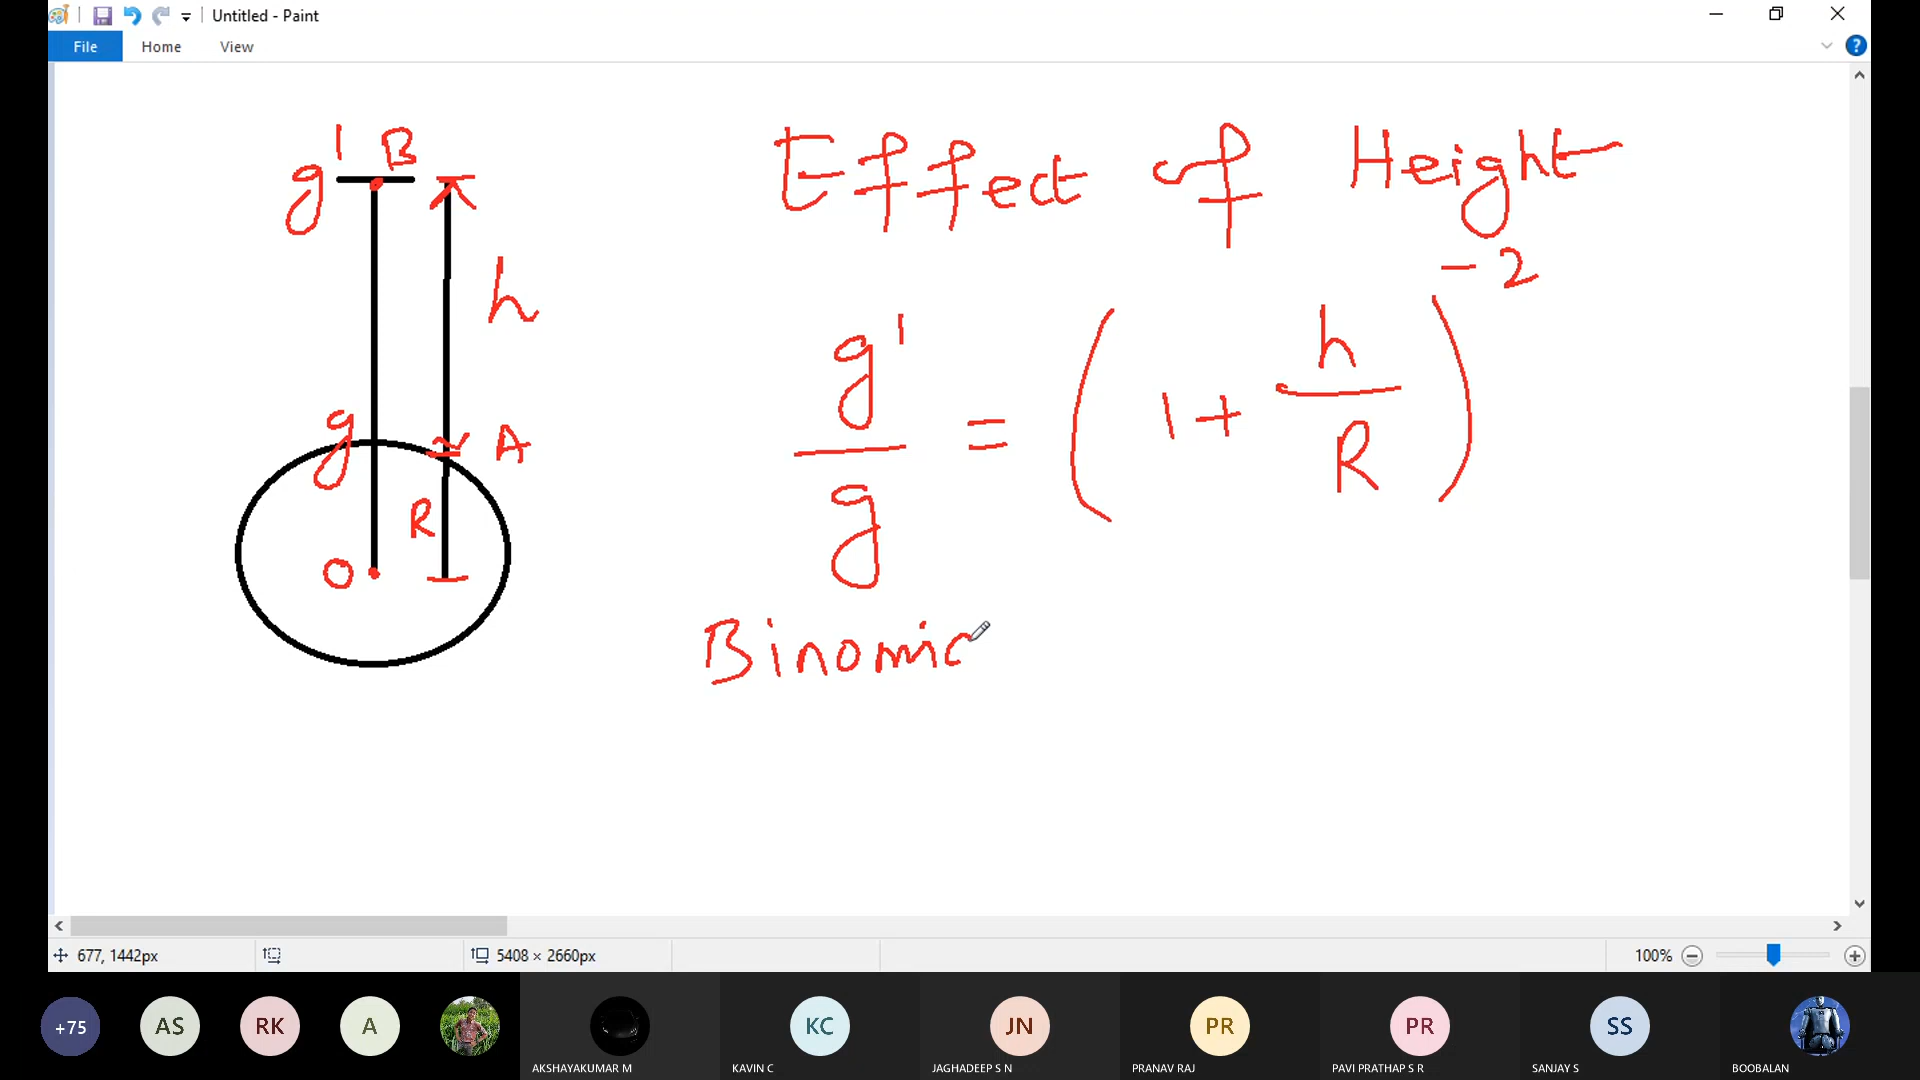 Untitled - Paint
File Home View
g' B
Effect of Height
h
g'/g = (1 + h/R)^-2
g
A
R
O
Binomic
677, 1442px
5408 × 2660px
100%
+75 AS RK A KC JN PR PR SS
AKSHAYAKUMAR M KAVIN C JAGHADEEP S N PRANAV RAJ PAVI PRATHAP S R SANJAY S BOOBALAN